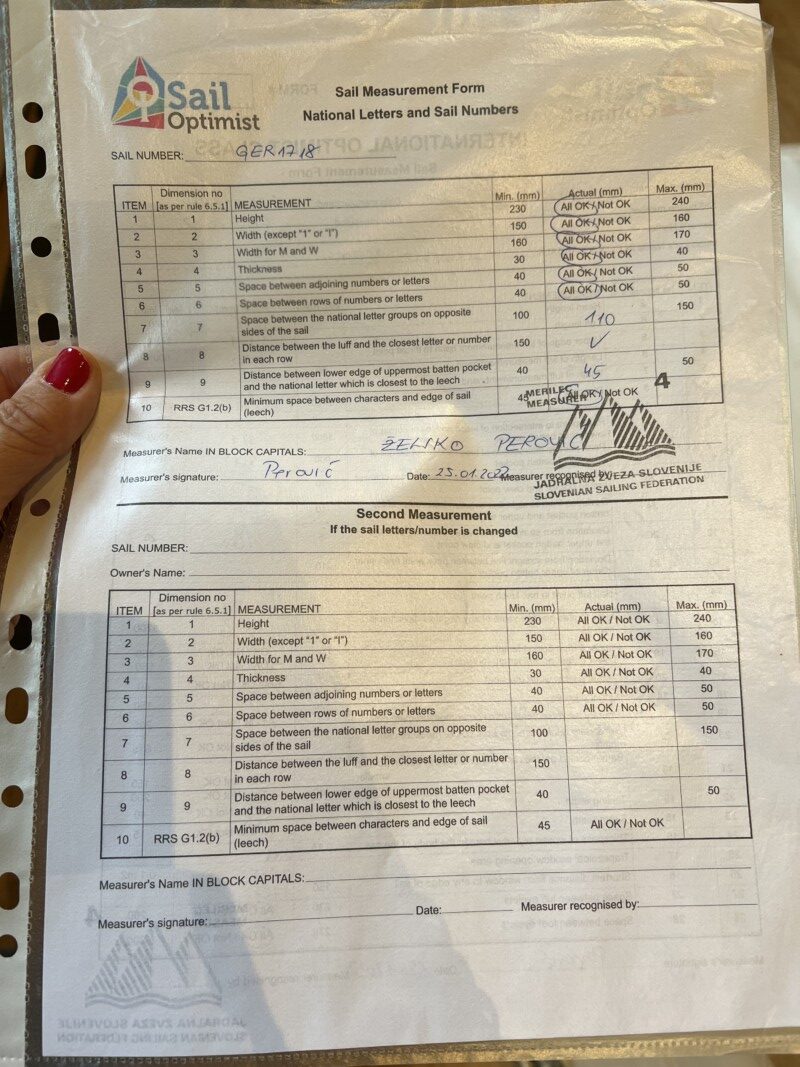 Sail
Optimist
Sail Measurement Form
National Letters and Sail Numbers
SAIL NUMBER: GER1718
ITEM Dimension no [as per rule 6.5.1] MEASUREMENT Min. (mm) Actual (mm) Max. (mm)
1 1 Height 230 All OK / Not OK 240
2 2 Width (except "1" or "I") 150 All OK / Not OK 160
3 3 Width for M and W 160 All OK / Not OK 170
4 4 Thickness 30 All OK / Not OK 40
5 5 Space between adjoining numbers or letters 40 All OK / Not OK 50
6 6 Space between rows of numbers or letters 40 All OK / Not OK 50
7 7 Space between the national letter groups on opposite sides of the sail 100 110 150
8 8 Distance between the luff and the closest letter or number in each row 150 ✓
9 9 Distance between lower edge of uppermost batten pocket and the national letter which is closest to the leech 40 45 50
10 RRS G1.2(b) Minimum space between characters and edge of sail (leech) 45 All OK / Not OK
MERILEC
MEASURER
4
Measurer's Name IN BLOCK CAPITALS: ŽELJKO PEROVIĆ
Measurer's signature: Perović Date: 25.01.2022 Measurer recognised by:
JADRALNA ZVEZA SLOVENIJE
SLOVENIAN SAILING FEDERATION
Second Measurement
If the sail letters/number is changed
SAIL NUMBER:
Owner's Name:
ITEM Dimension no [as per rule 6.5.1] MEASUREMENT Min. (mm) Actual (mm) Max. (mm)
1 1 Height 230 All OK / Not OK 240
2 2 Width (except "1" or "I") 150 All OK / Not OK 160
3 3 Width for M and W 160 All OK / Not OK 170
4 4 Thickness 30 All OK / Not OK 40
5 5 Space between adjoining numbers or letters 40 All OK / Not OK 50
6 6 Space between rows of numbers or letters 40 All OK / Not OK 50
7 7 Space between the national letter groups on opposite sides of the sail 100 150
8 8 Distance between the luff and the closest letter or number in each row 150
9 9 Distance between lower edge of uppermost batten pocket and the national letter which is closest to the leech 40 50
10 RRS G1.2(b) Minimum space between characters and edge of sail (leech) 45 All OK / Not OK
Measurer's Name IN BLOCK CAPITALS:
Measurer's signature: Date: Measurer recognised by: